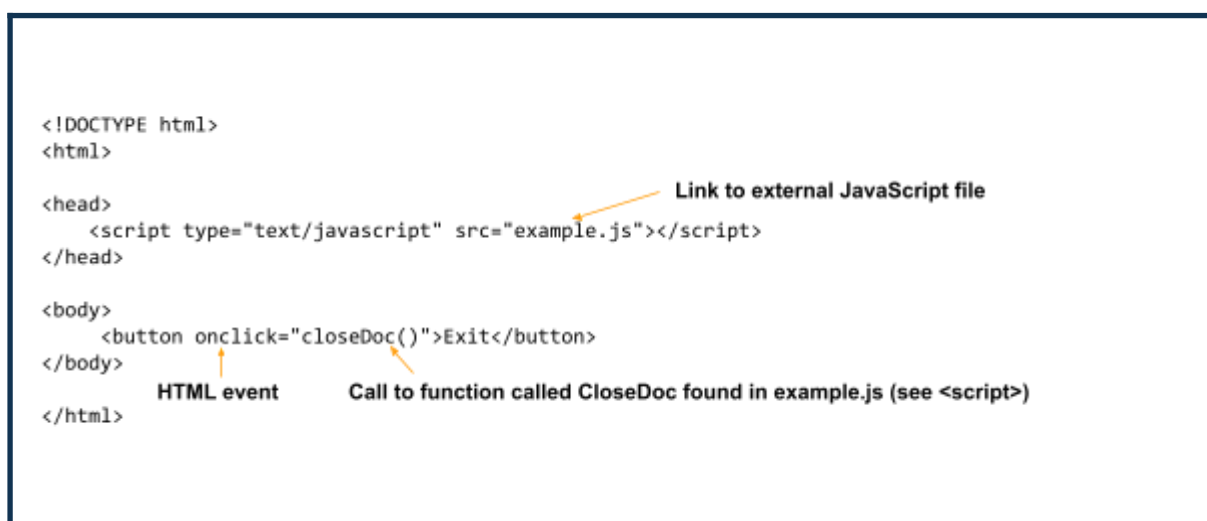 <!DOCTYPE html>
<html>
<head>
Link to external JavaScript file
<script type="text/javascript" src="example.js"></script>
</head>
<body>
<button onclick="closeDoc()">Exit</button>
</body>
HTML event
Call to function called CloseDoc found in example.js (see <script>)
</html>